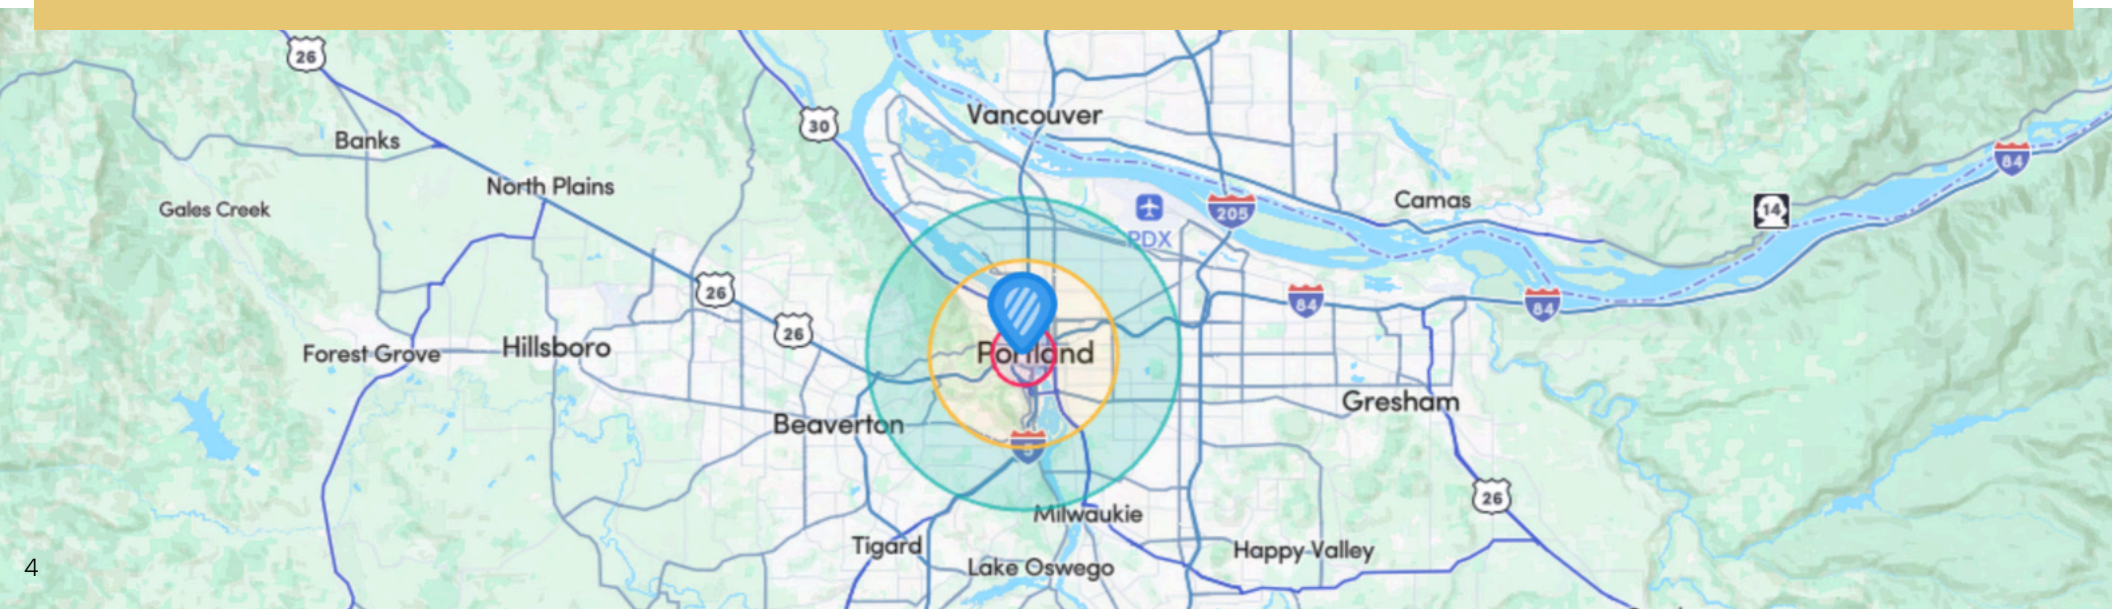 26
30
Vancouver
Banks
84
North Plains
Camas
Gales Creek
205
14
PDX
26
84
84
26
Forest Grove
Hillsboro
Portland
Gresham
Beaverton
5
26
Milwaukie
Tigard
Happy Valley
Lake Oswego
4